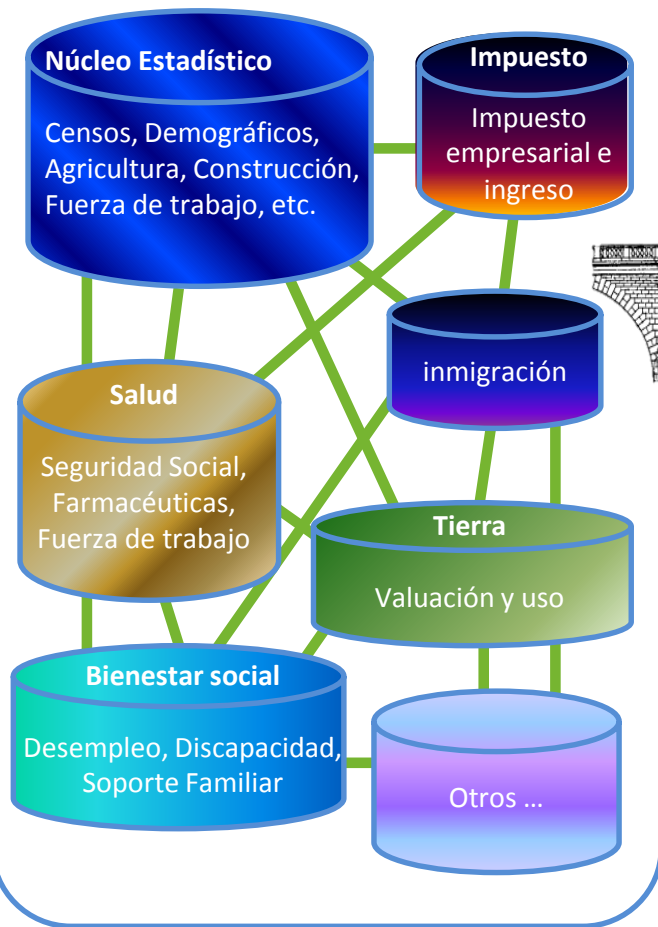 Núcleo Estadístico
Censos, Demográficos,
Agricultura, Construcción,
Fuerza de trabajo, etc.
Impuesto
Impuesto
empresarial e
ingreso
inmigración
Salud
Seguridad Social,
Farmacéuticas,
Fuerza de trabajo
Tierra
Valuación y uso
Bienestar social
Desempleo, Discapacidad,
Soporte Familiar
Otros ...